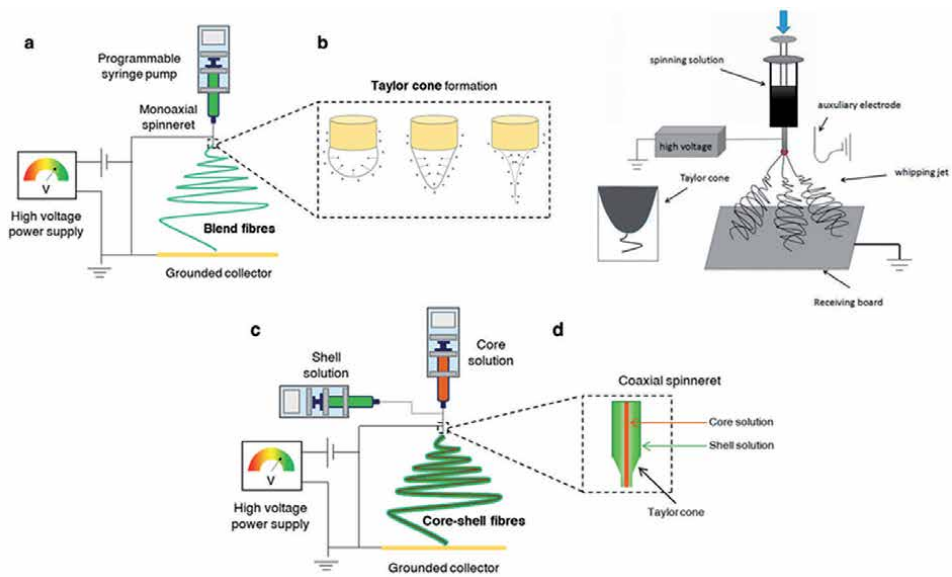 a
Programmable
syringe pump
Monoaxial
spinneret
V
High voltage
power supply
Blend fibres
Grounded collector
b
Taylor cone formation
spinning solution
auxuliary electrode
high voltage
Taylor cone
whipping jet
Receiving board
c
Shell
solution
Core
solution
V
High voltage
power supply
Core-shell fibres
Grounded collector
d
Coaxial spinneret
Core solution
Shell solution
Taylor cone